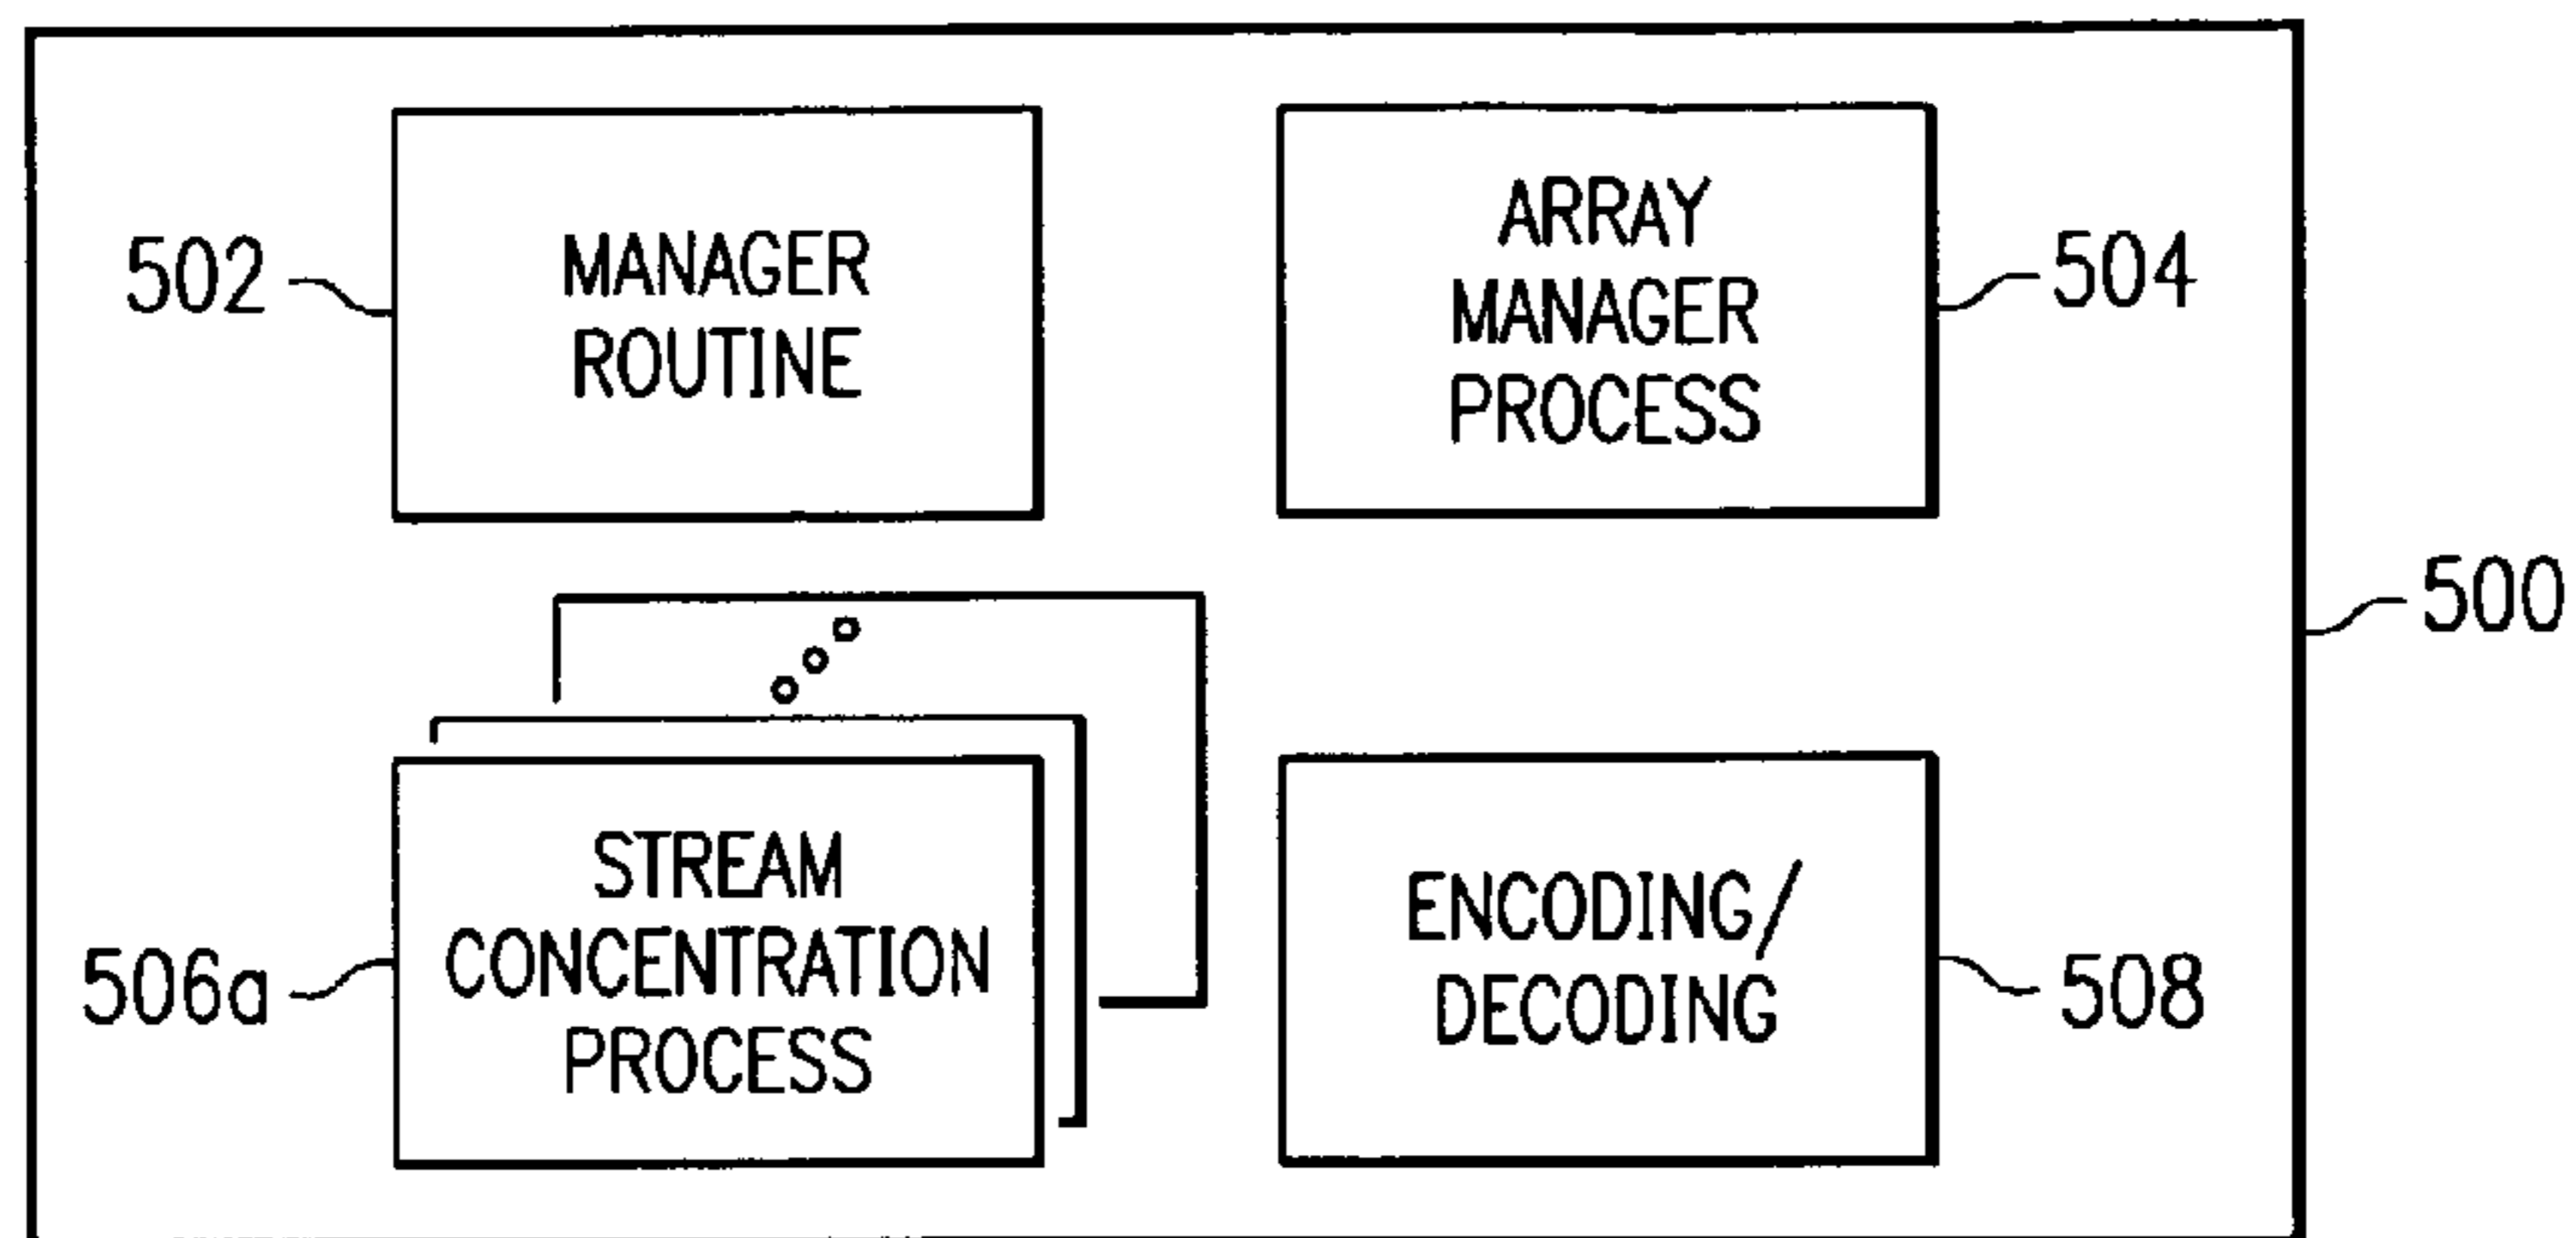 502
MANAGER
ROUTINE
ARRAY
MANAGER
PROCESS
504
500
506a
STREAM
CONCENTRATION
PROCESS
ENCODING/
DECODING
508